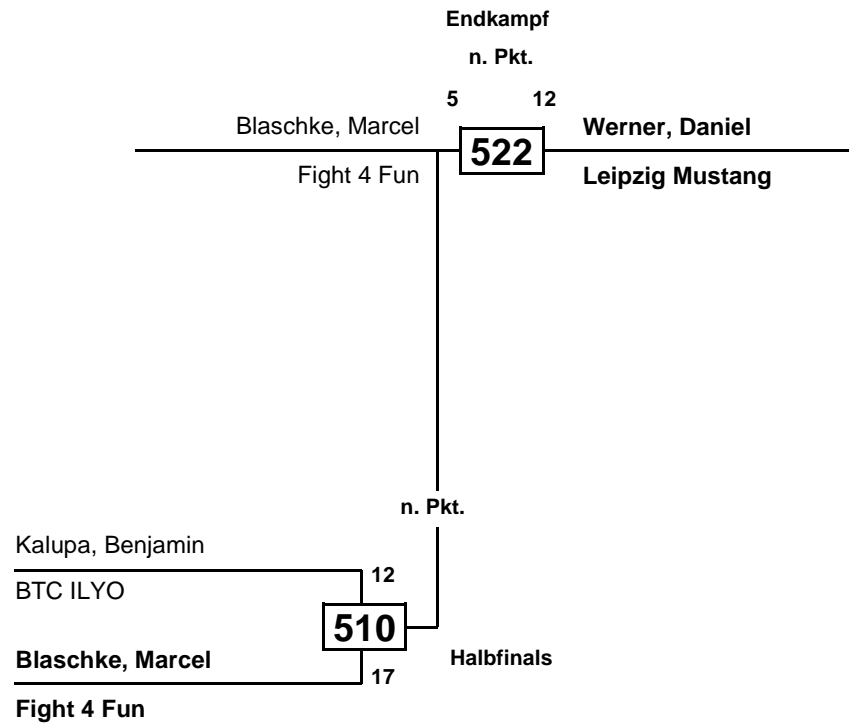 Endkampf
n. Pkt.
5 12
Blaschke, Marcel 522 Werner, Daniel
Fight 4 Fun Leipzig Mustang
n. Pkt.
Kalupa, Benjamin
12
BTC ILYO
510
Blaschke, Marcel Halbfinals
17
Fight 4 Fun